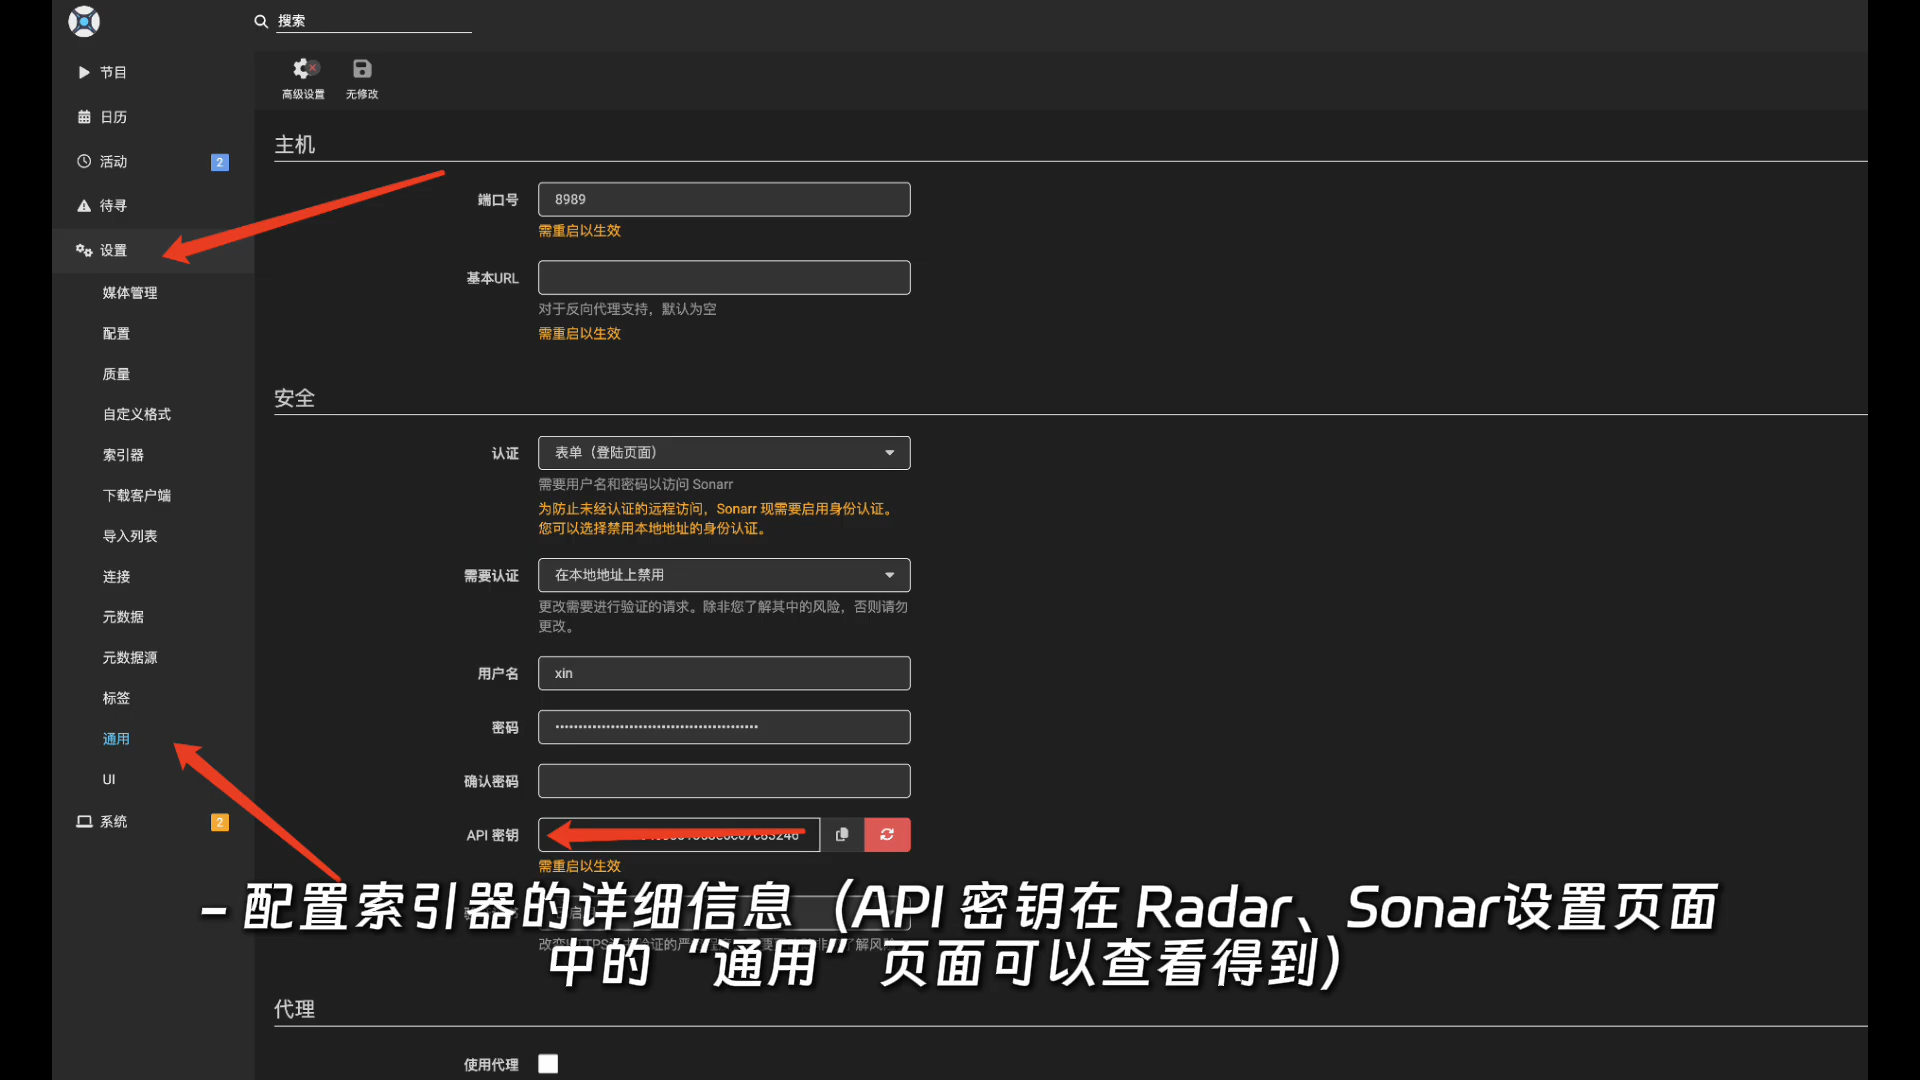 搜索
节目
日历
活动
2
待寻
设置
媒体管理
配置
质量
自定义格式
索引器
下载客户端
导入列表
连接
元数据
元数据源
标签
通用
UI
系统
2
高级设置
无修改
主机
端口号
8989
需重启以生效
基本URL
对于反向代理支持，默认为空
需重启以生效
安全
认证
表单（登陆页面）
需要用户名和密码以访问 Sonarr
为防止未经认证的远程访问，Sonarr 现需要启用身份认证。
您可以选择禁用本地地址的身份认证。
需要认证
在本地地址上禁用
更改需要进行验证的请求。除非您了解其中的风险，否则请勿
更改。
用户名
xin
密码
确认密码
API 密钥
需重启以生效
- 配置索引器的详细信息（API 密钥在 Radar、Sonar设置页面
中的“通用”页面可以查看得到）
代理
使用代理